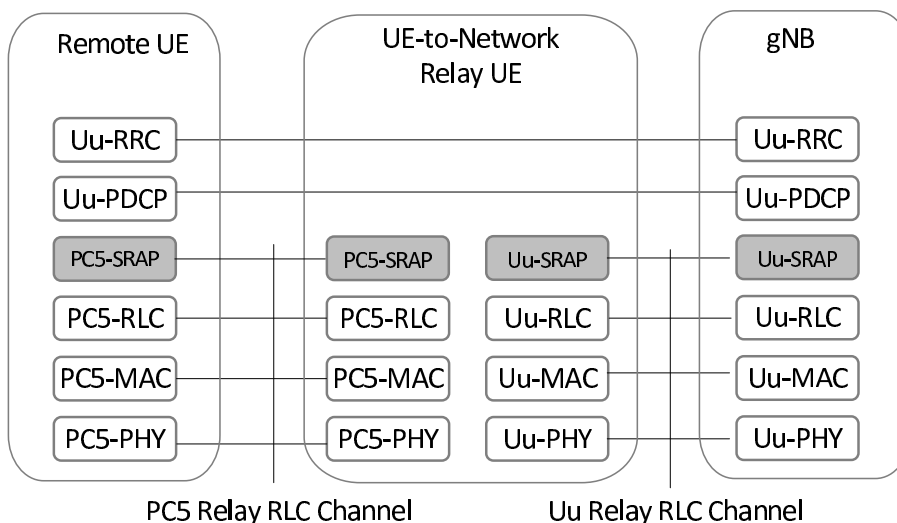 Remote UE
UE-to-Network
Relay UE
gNB
Uu-RRC
Uu-RRC
Uu-PDCP
Uu-PDCP
PC5-SRAP
PC5-SRAP
Uu-SRAP
Uu-SRAP
PC5-RLC
PC5-RLC
Uu-RLC
Uu-RLC
PC5-MAC
PC5-MAC
Uu-MAC
Uu-MAC
PC5-PHY
PC5-PHY
Uu-PHY
Uu-PHY
PC5 Relay RLC Channel
Uu Relay RLC Channel